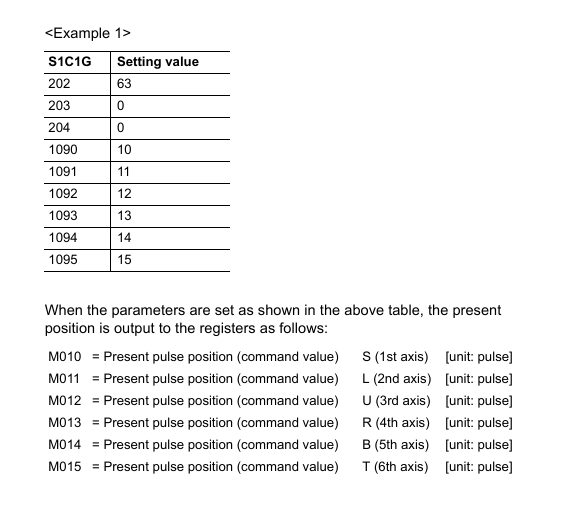 <Example 1>
S1C1G Setting value
202 63
203 0
204 0
1090 10
1091 11
1092 12
1093 13
1094 14
1095 15
When the parameters are set as shown in the above table, the present
position is output to the registers as follows:
M010 = Present pulse position (command value) S (1st axis) [unit: pulse]
M011 = Present pulse position (command value) L (2nd axis) [unit: pulse]
M012 = Present pulse position (command value) U (3rd axis) [unit: pulse]
M013 = Present pulse position (command value) R (4th axis) [unit: pulse]
M014 = Present pulse position (command value) B (5th axis) [unit: pulse]
M015 = Present pulse position (command value) T (6th axis) [unit: pulse]